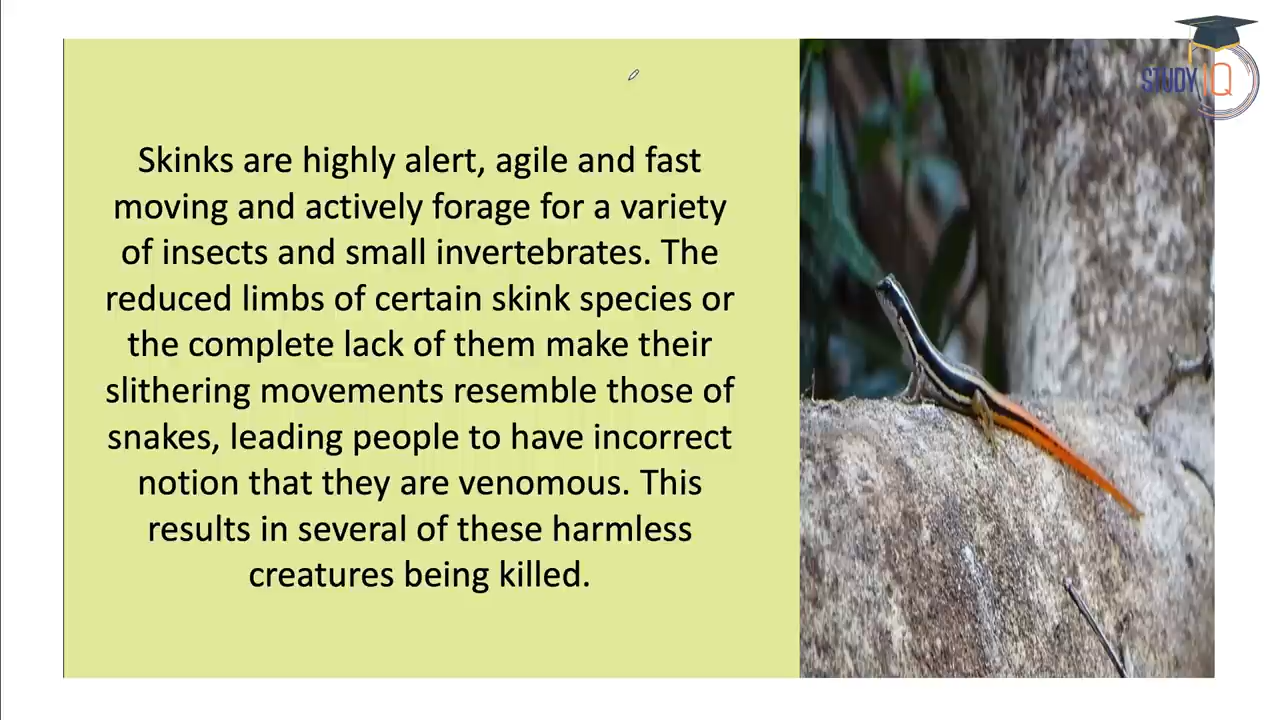 STUDY IQ
Skinks are highly alert, agile and fast
moving and actively forage for a variety
of insects and small invertebrates. The
reduced limbs of certain skink species or
the complete lack of them make their
slithering movements resemble those of
snakes, leading people to have incorrect
notion that they are venomous. This
results in several of these harmless
creatures being killed.